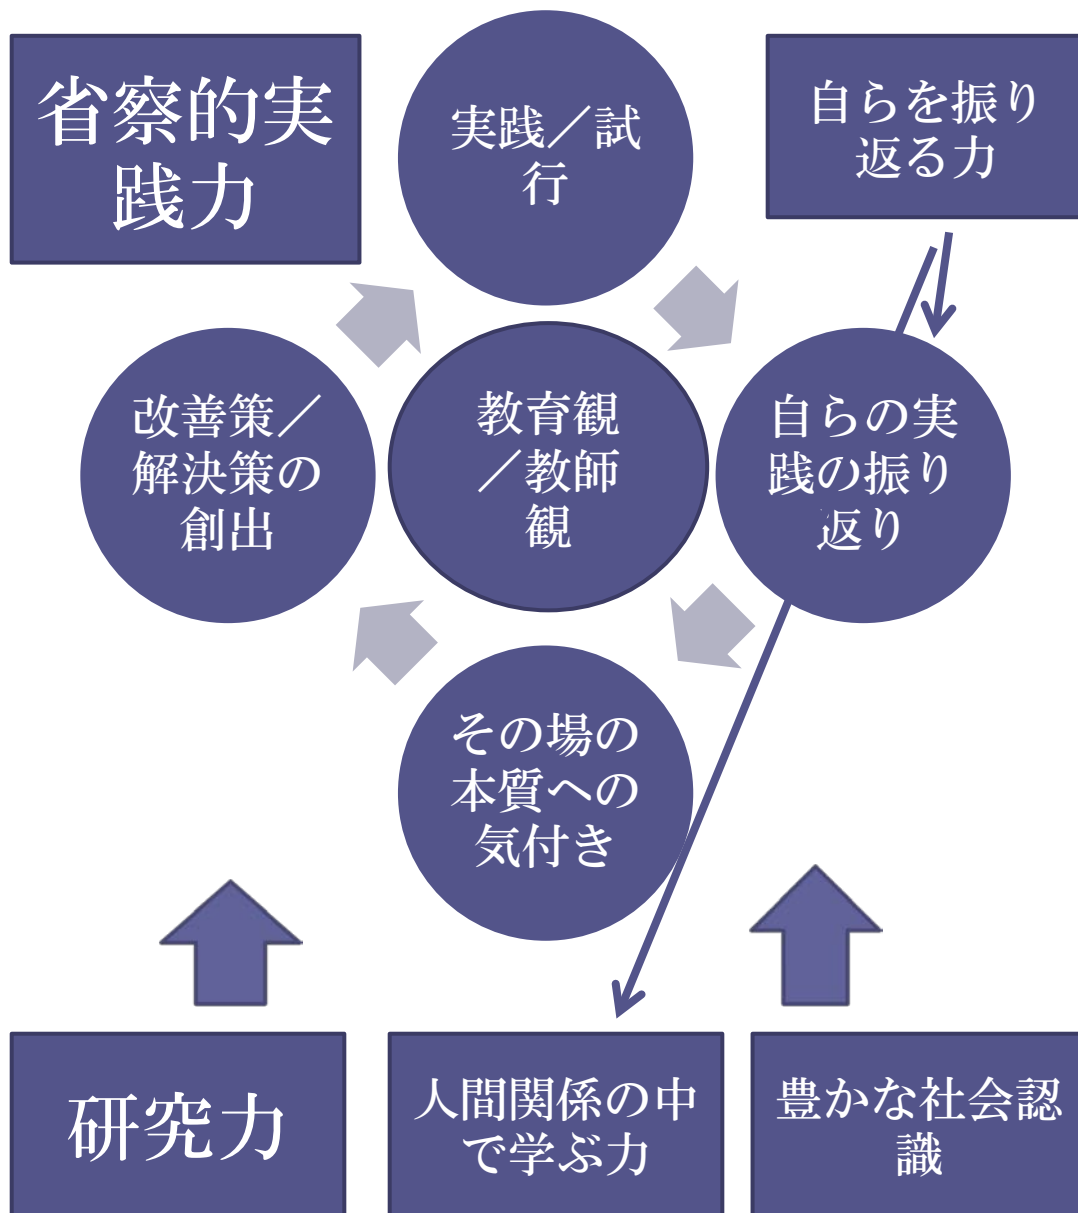 省察的実
践力
実践／試
行
自らを振り
返る力
改善策／
解決策の
創出
教育観
／教師
観
自らの実
践の振り
返り
その場の
本質への
気付き
研究力
人間関係の中
で学ぶ力
豊かな社会認
識